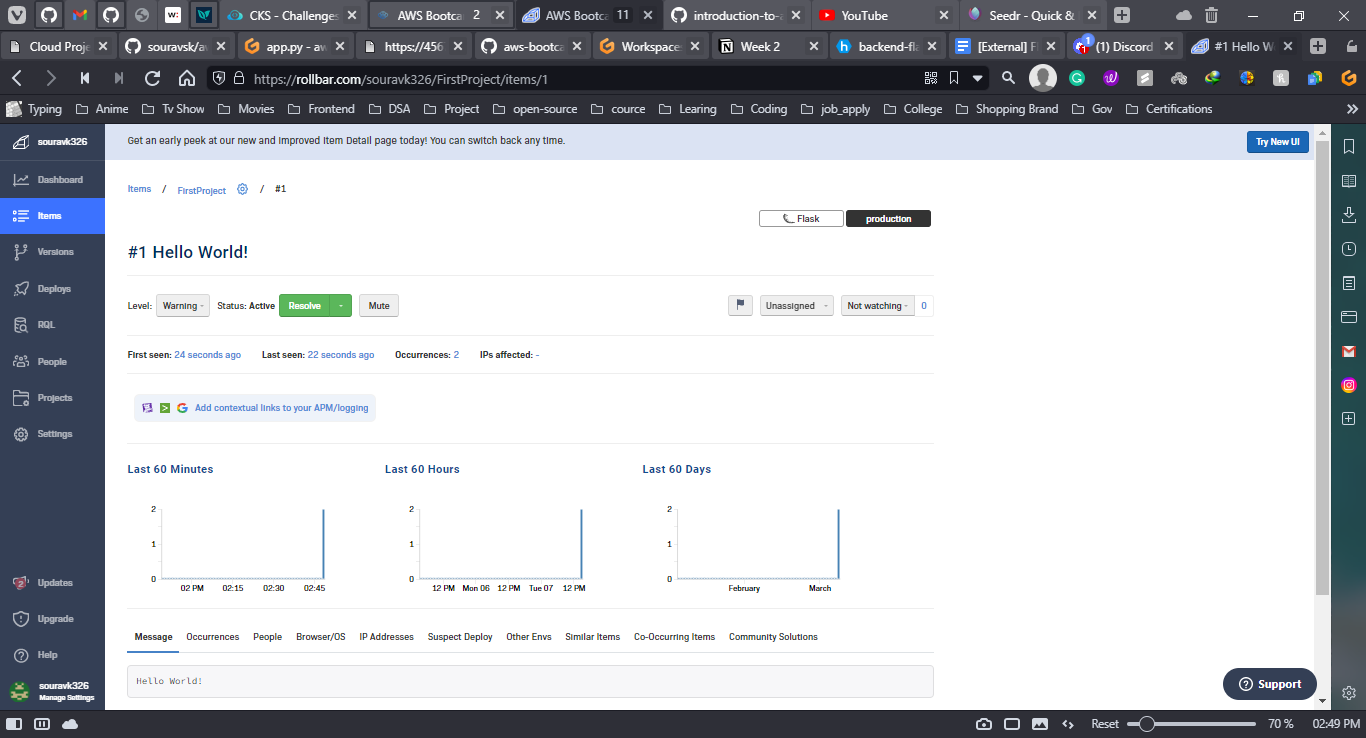 w:
CKS - Challenges
AWS Bootca 2
AWS Bootca 11
introduction-to-a
YouTube
Seedr - Quick &
Cloud Proje
souravsk/aw
app.py - aw
https://456
aws-bootca
Workspace
Week 2
backend-fla
[External] F
(1) Discord
#1 Hello W
https://rollbar.com/souravk326/FirstProject/items/1
Typing
Anime
Tv Show
Movies
Frontend
DSA
Project
open-source
cource
Learing
Coding
job_apply
College
Shopping Brand
Gov
Certifications
souravk326
Dashboard
Items
Versions
Deploys
RQL
People
Projects
Settings
2 Updates
Upgrade
Help
souravk326
Manage Settings
Get an early peek at our new and improved Item Detail page today! You can switch back any time.
Try New UI
Items / FirstProject / #1
Flask production
#1 Hello World!
Level: Warning Status: Active Resolve Mute
Unassigned Not watching 0
First seen: 24 seconds ago Last seen: 22 seconds ago Occurrences: 2 IPs affected: -
Add contextual links to your APM/logging
Last 60 Minutes
2
1
0
02 PM 02:15 02:30 02:45
Last 60 Hours
2
1
0
12 PM Mon 06 12 PM Tue 07 12 PM
Last 60 Days
2
1
0
February March
Message Occurrences People Browser/OS IP Addresses Suspect Deploy Other Envs Similar Items Co-Occurring Items Community Solutions
Hello World!
Support
Reset 70 % 02:49 PM